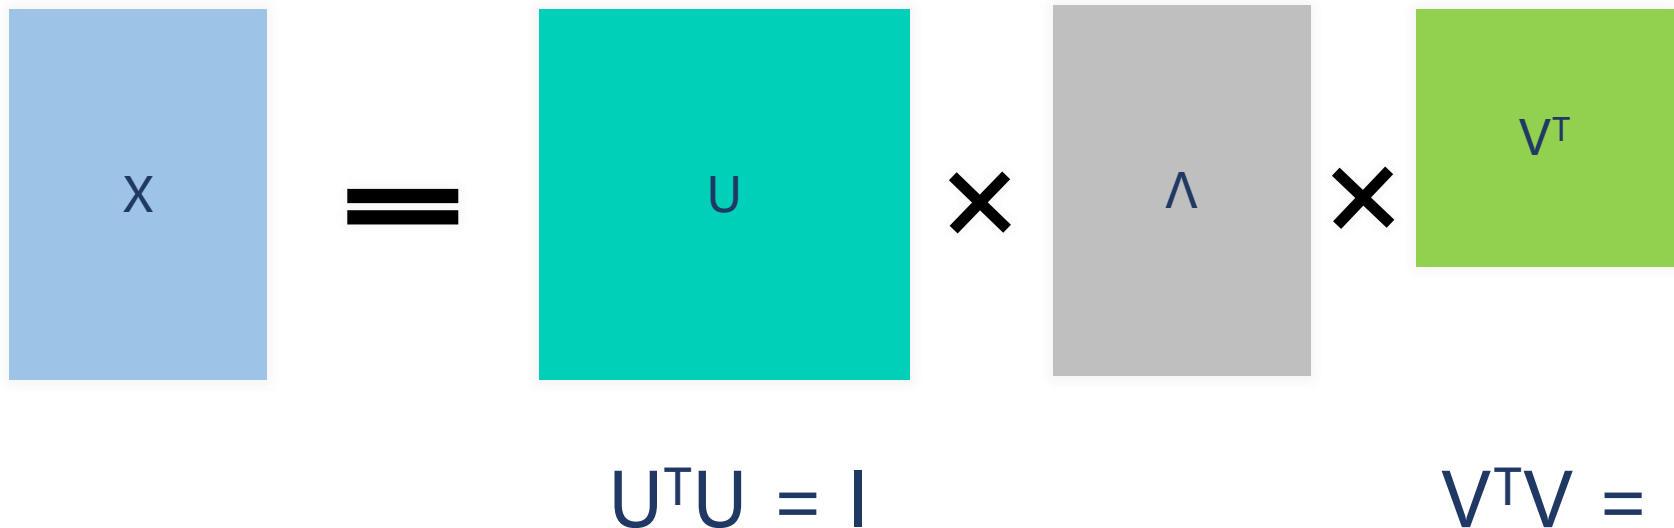 X = U × Λ × Vᵀ
UᵀU = I
VᵀV =